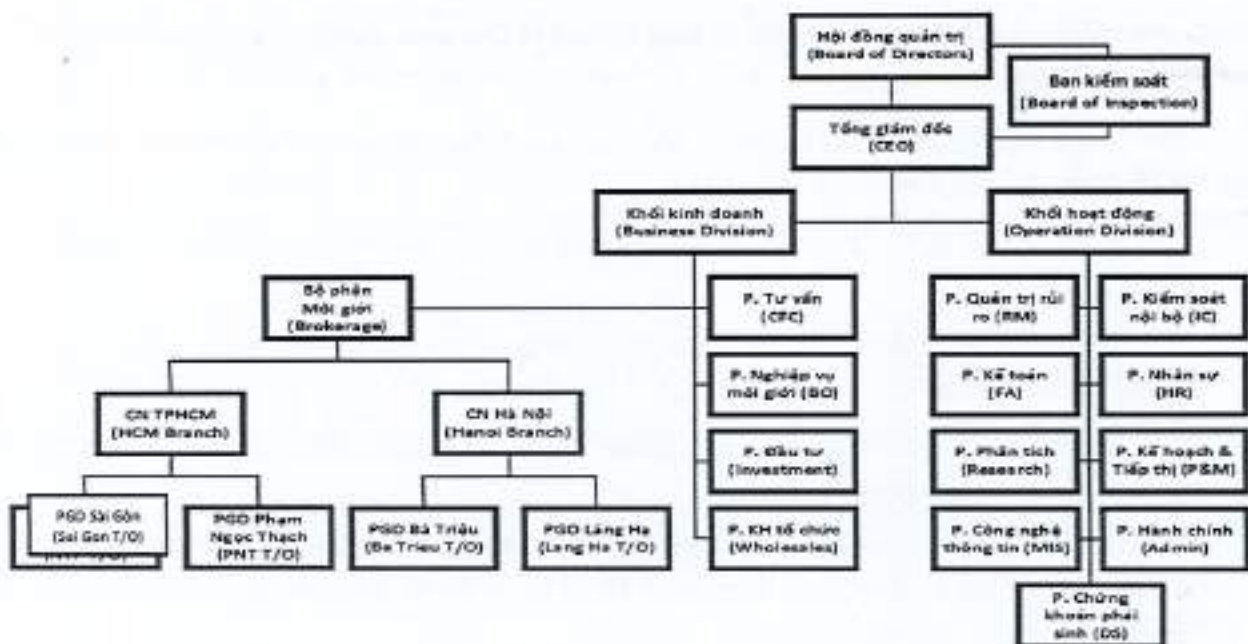 Hội đồng quản trị
(Board of Directors)
Ban kiểm soát
(Board of Inspection)
Tổng giám đốc
(CEO)
Khối kinh doanh
(Business Division)
Khối hoạt động
(Operation Division)
Bộ phận
Môi giới
(Brokerage)
P. Tư vấn
(CFC)
P. Quản trị rủi
ro (RM)
P. Kiểm soát
nội bộ (IC)
P. Nghiệp vụ
môi giới (BO)
P. Kế toán
(FA)
P. Nhân sự
(HR)
CN TPHCM
(HCM Branch)
CN Hà Nội
(Hanoi Branch)
P. Đầu tư
(Investment)
P. Phân tích
(Research)
P. Kế hoạch &
Tiếp thị (P&M)
PGD Sài Gòn
(Sai Gon T/O)
T/O)
PGD Phạm
Ngọc Thạch
(PNT T/O)
PGD Bà Triệu
(Ba Trieu T/O)
PGD Láng Hạ
(Lang Ha T/O)
P. KH tổ chức
(Wholesales)
P. Công nghệ
thông tin (MIS)
P. Hành chính
(Admin)
P. Chứng
khoán phái
sinh (DS)